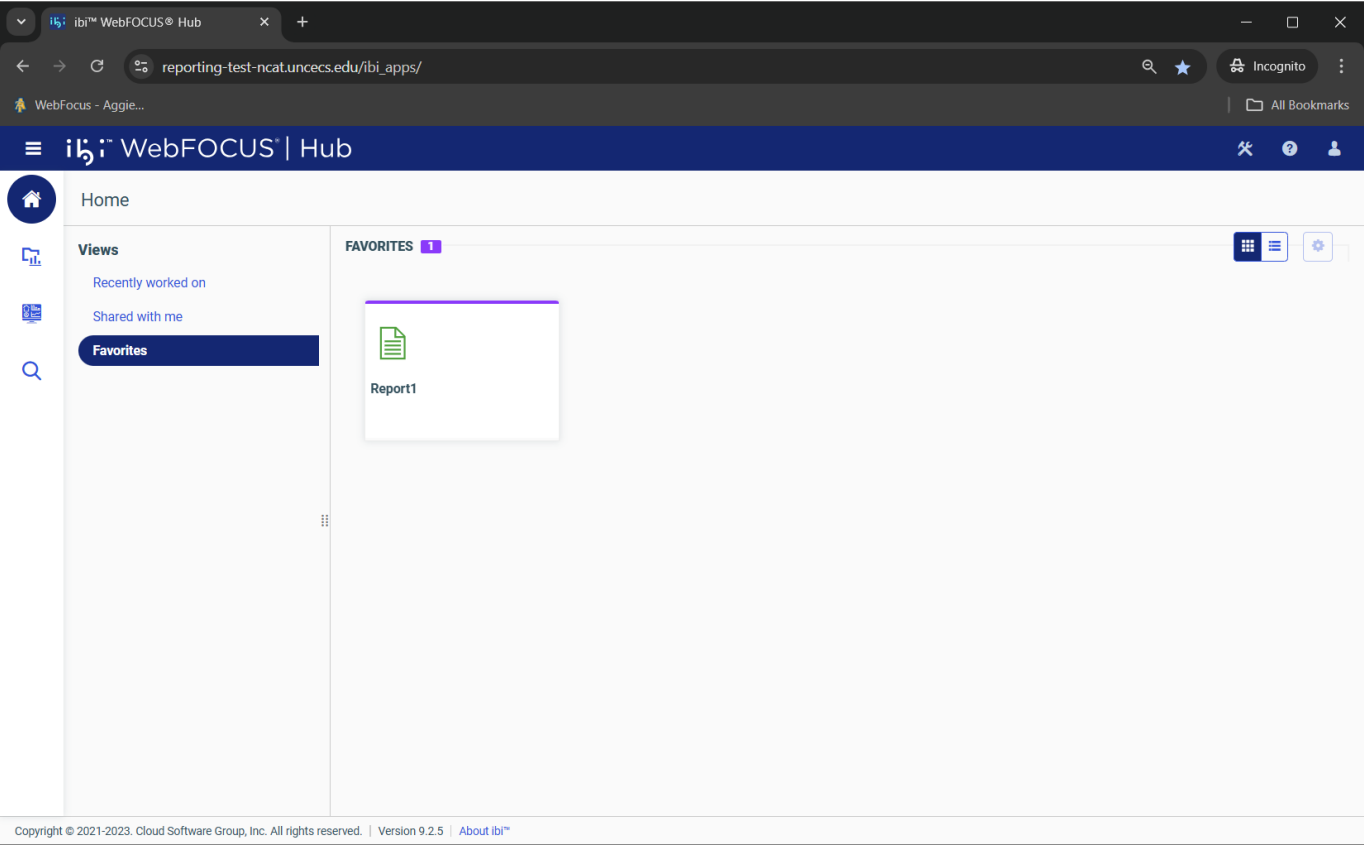 ibi™ WebFOCUS® Hub
reporting-test-ncat.uncecs.edu/ibi_apps/
Incognito
WebFocus - Aggie...
All Bookmarks
ibi™ WebFOCUS® | Hub
Home
Views
Recently worked on
Shared with me
Favorites
FAVORITES 1
Report1
Copyright © 2021-2023. Cloud Software Group, Inc. All rights reserved. | Version 9.2.5 | About ibi™